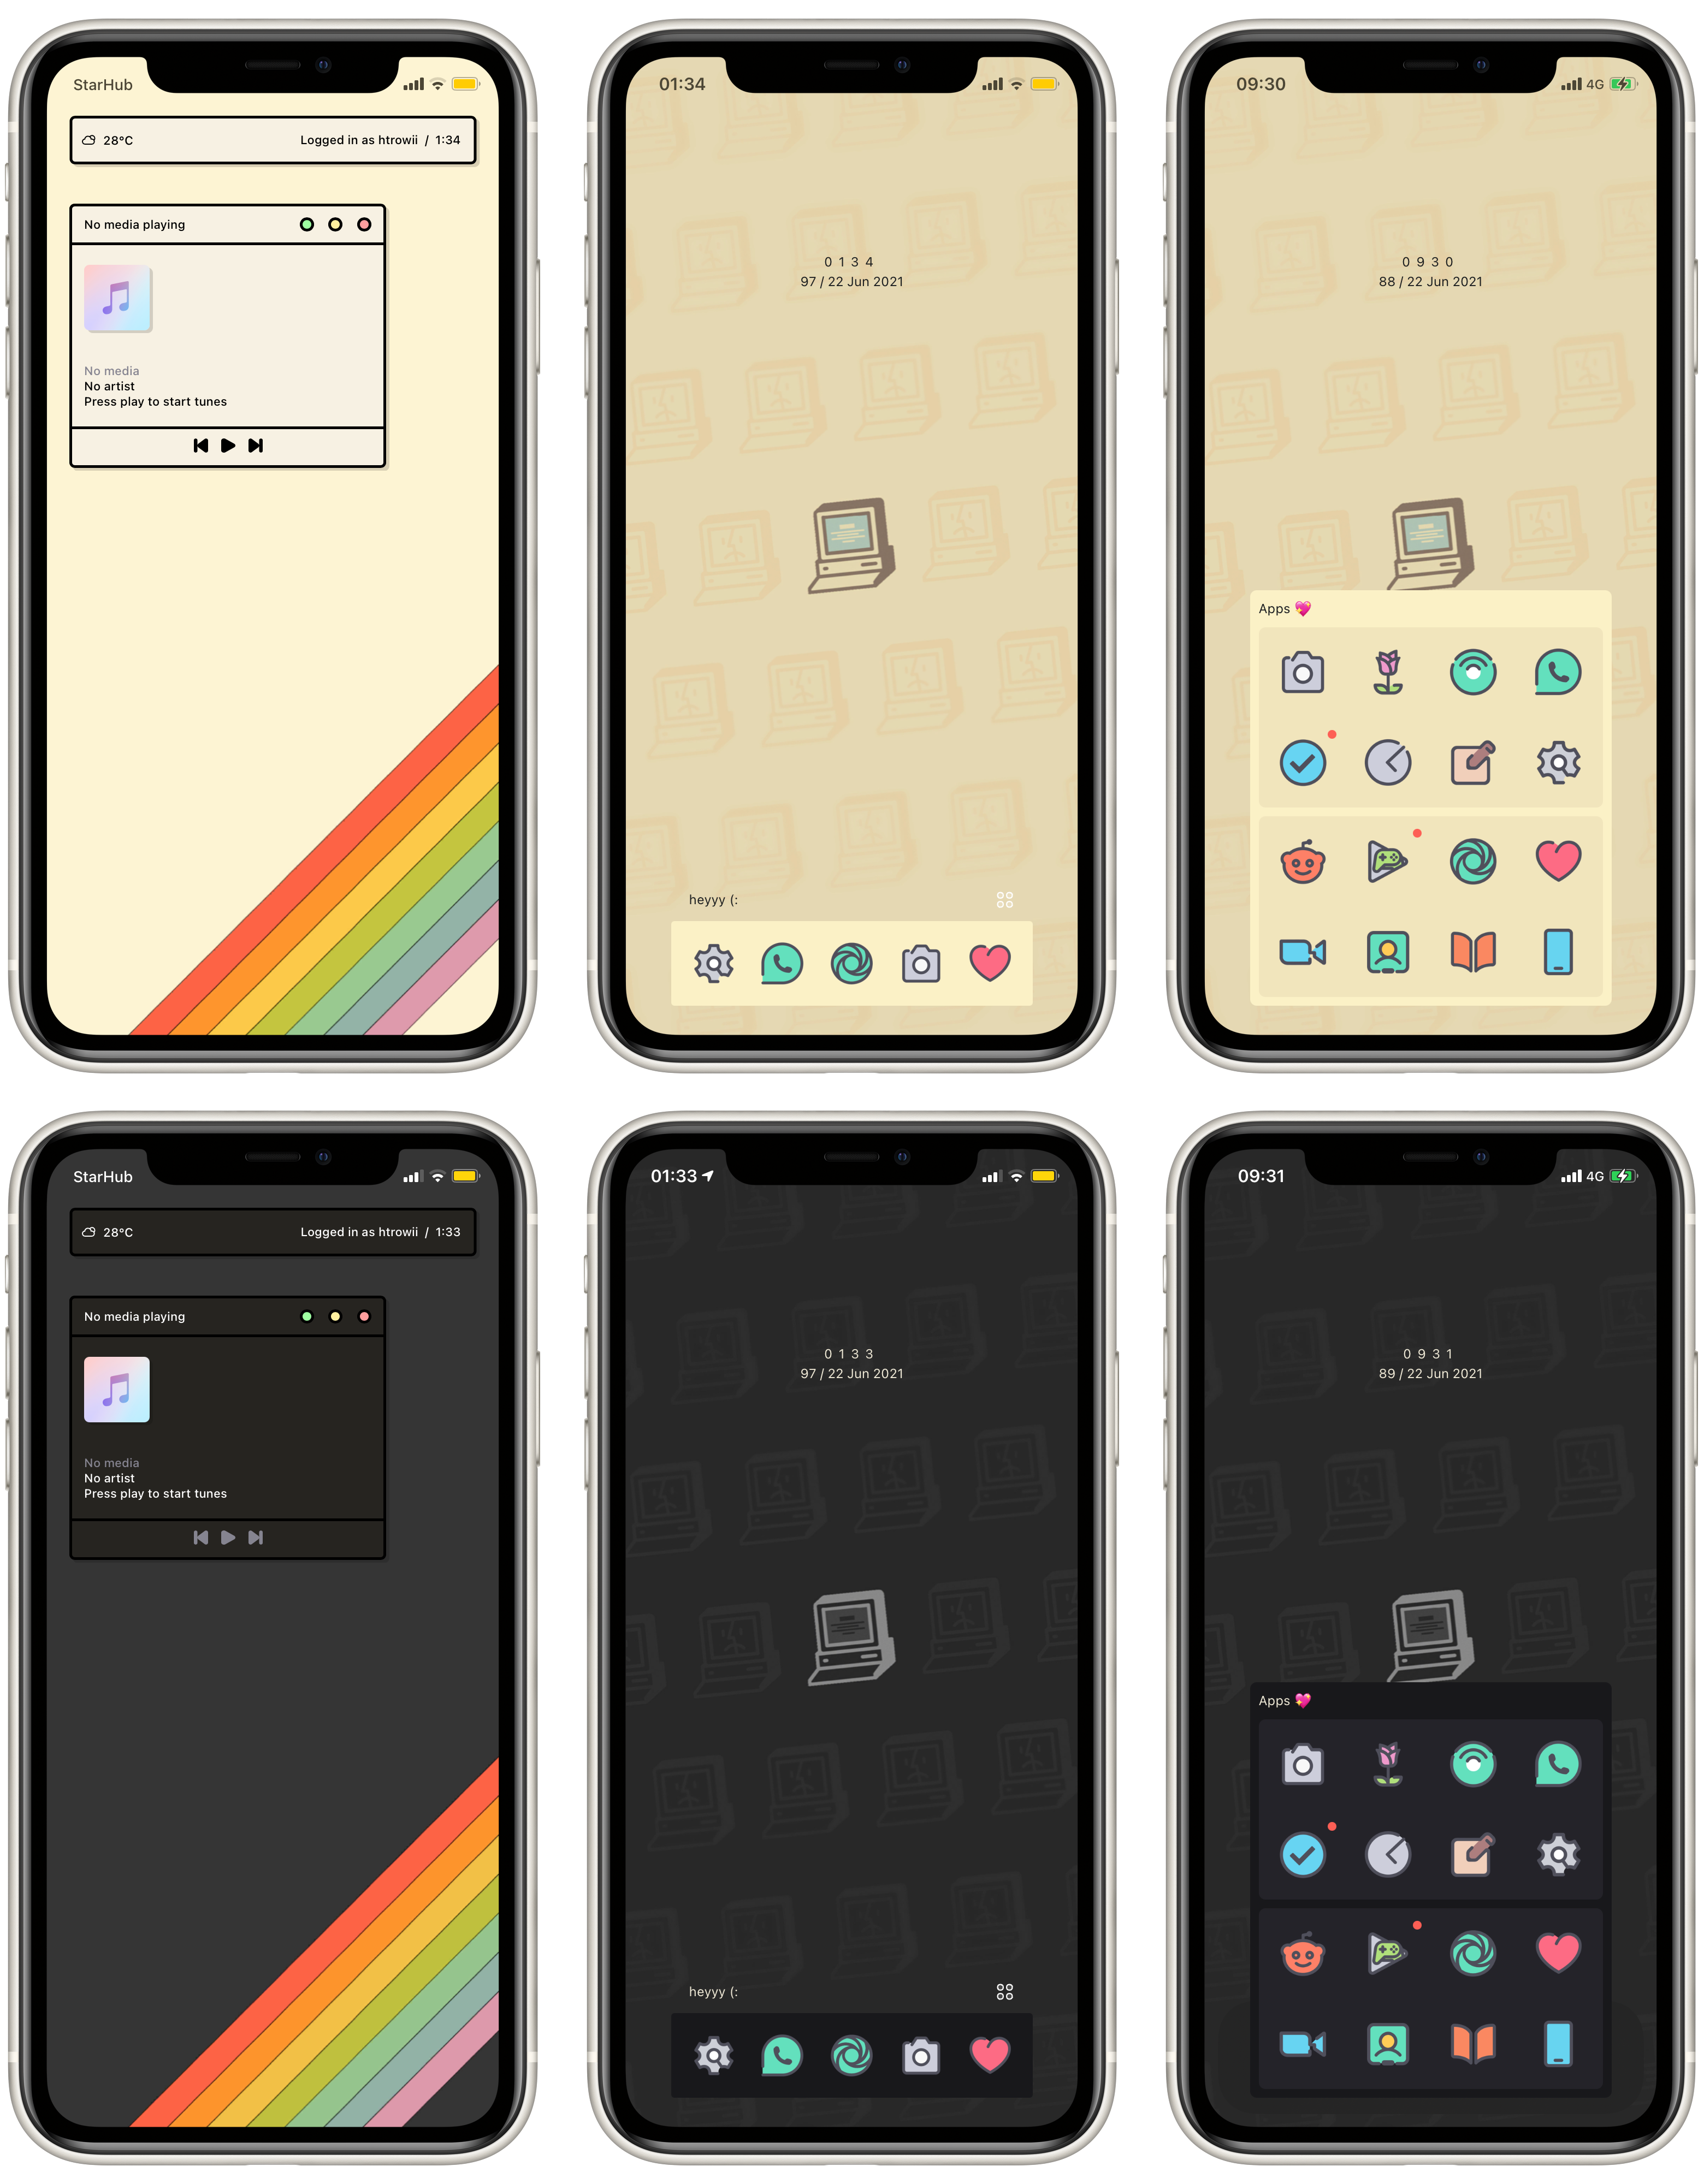 StarHub
28°C Logged in as htrowii / 1:34
No media playing
No media
No artist
Press play to start tunes
01:34
0 1 3 4
97 / 22 Jun 2021
heyyy (:
09:30 4G
0 9 3 0
88 / 22 Jun 2021
Apps 💖
StarHub
28°C Logged in as htrowii / 1:33
No media playing
No media
No artist
Press play to start tunes
01:33
0 1 3 3
97 / 22 Jun 2021
heyyy (:
09:31 4G
0 9 3 1
89 / 22 Jun 2021
Apps 💖